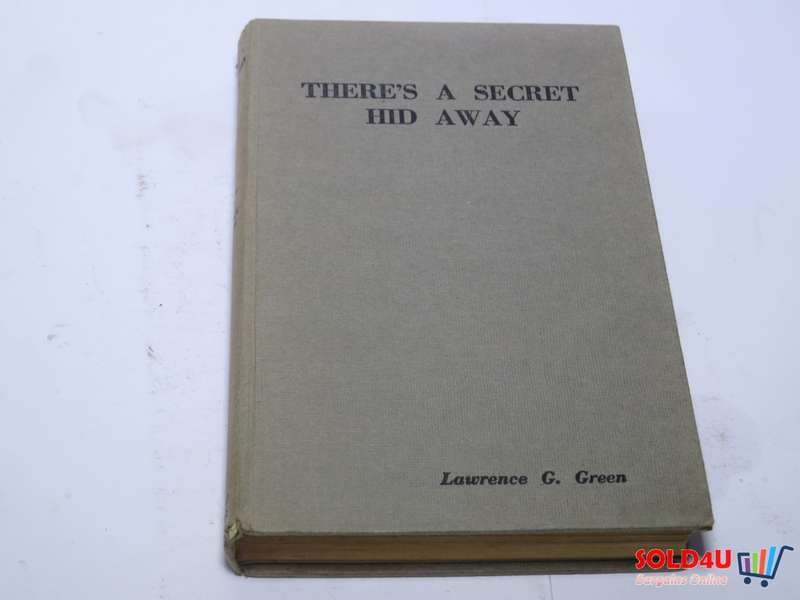 THERE'S A SECRET
HID AWAY
Lawrence G. Green
SOLD4U
Bargains Online